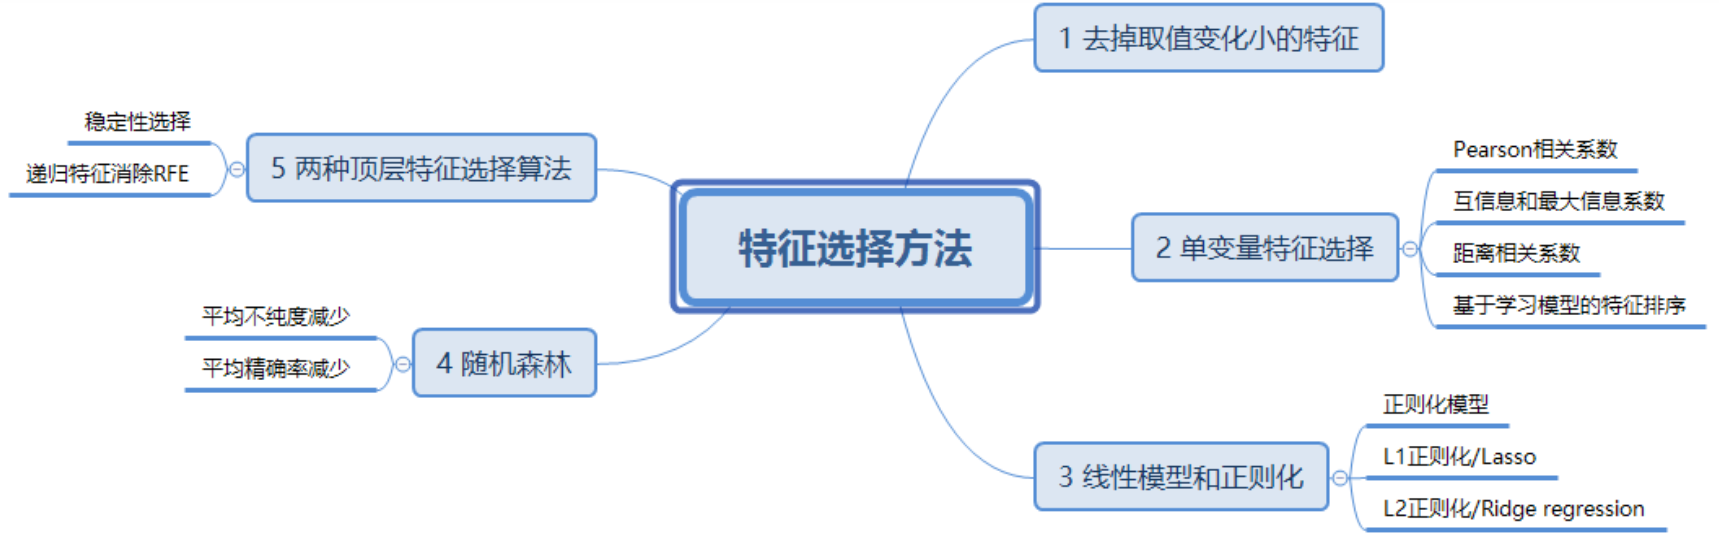 特征选择方法
1 去掉取值变化小的特征
2 单变量特征选择
Pearson相关系数
互信息和最大信息系数
距离相关系数
基于学习模型的特征排序
3 线性模型和正则化
正则化模型
L1正则化/Lasso
L2正则化/Ridge regression
4 随机森林
平均不纯度减少
平均精确率减少
5 两种顶层特征选择算法
稳定性选择
递归特征消除RFE